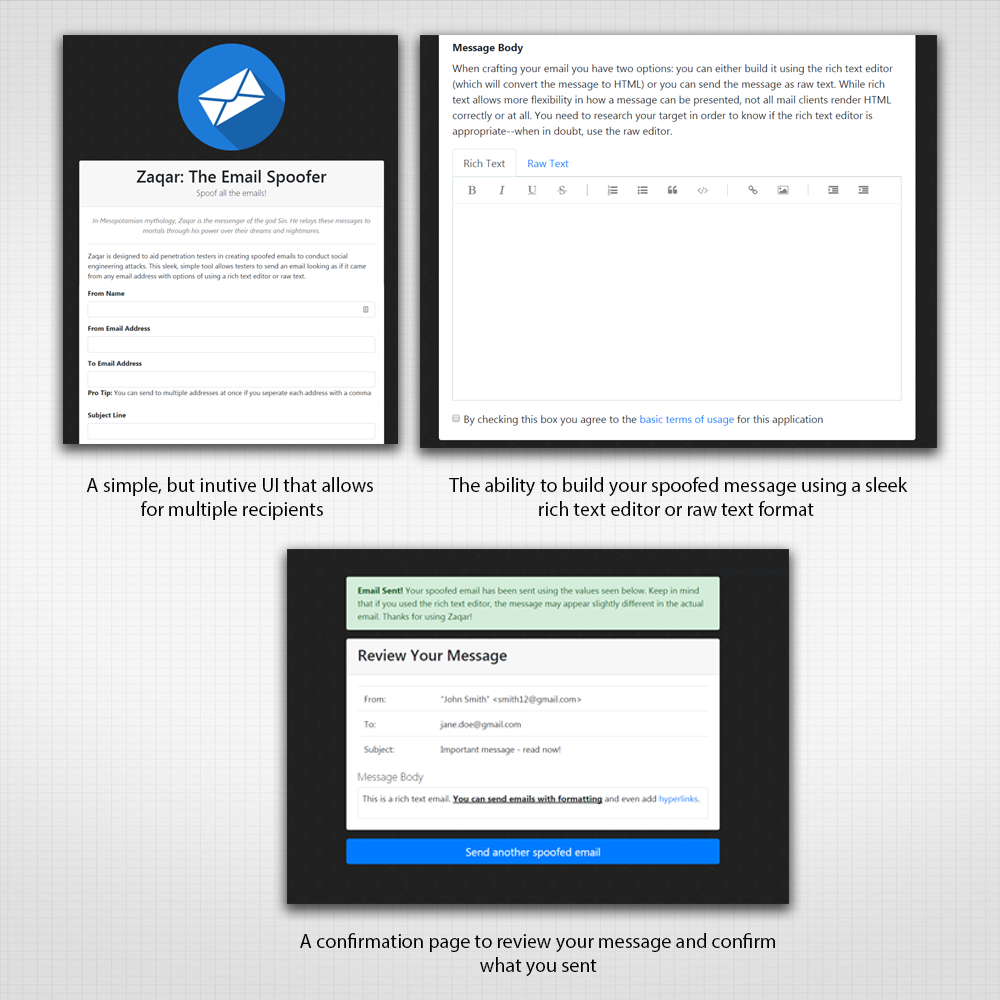 Zaqar: The Email Spoofer
Spoof all the emails!
In Mesopotamian mythology, Zaqar is the messenger of the god Sin. He relays these messages to
mortals through his power over their dreams and nightmares.
Zaqar is designed to aid penetration testers in creating spoofed emails to conduct social
engineering attacks. This sleek, simple tool allows testers to send an email looking as if it came
from any email address with options of using a rich text editor or raw text.
From Name
From Email Address
To Email Address
Pro Tip: You can send to multiple addresses at once if you seperate each address with a comma
Subject Line
A simple, but inutive UI that allows
for multiple recipients
Message Body
When crafting your email you have two options: you can either build it using the rich text editor
(which will convert the message to HTML) or you can send the message as raw text. While rich
text allows more flexibility in how a message can be presented, not all mail clients render HTML
correctly or at all. You need to research your target in order to know if the rich text editor is
appropriate--when in doubt, use the raw editor.
Rich Text Raw Text
B I U S
By checking this box you agree to the basic terms of usage for this application
The ability to build your spoofed message using a sleek
rich text editor or raw text format
Email Sent! Your spoofed email has been sent using the values seen below. Keep in mind
that if you used the rich text editor, the message may appear slightly different in the actual
email. Thanks for using Zaqar!
Review Your Message
From: "John Smith" <smith12@gmail.com>
To: jane.doe@gmail.com
Subject: Important message - read now!
Message Body
This is a rich text email. You can send emails with formatting and even add hyperlinks.
Send another spoofed email
A confirmation page to review your message and confirm
what you sent